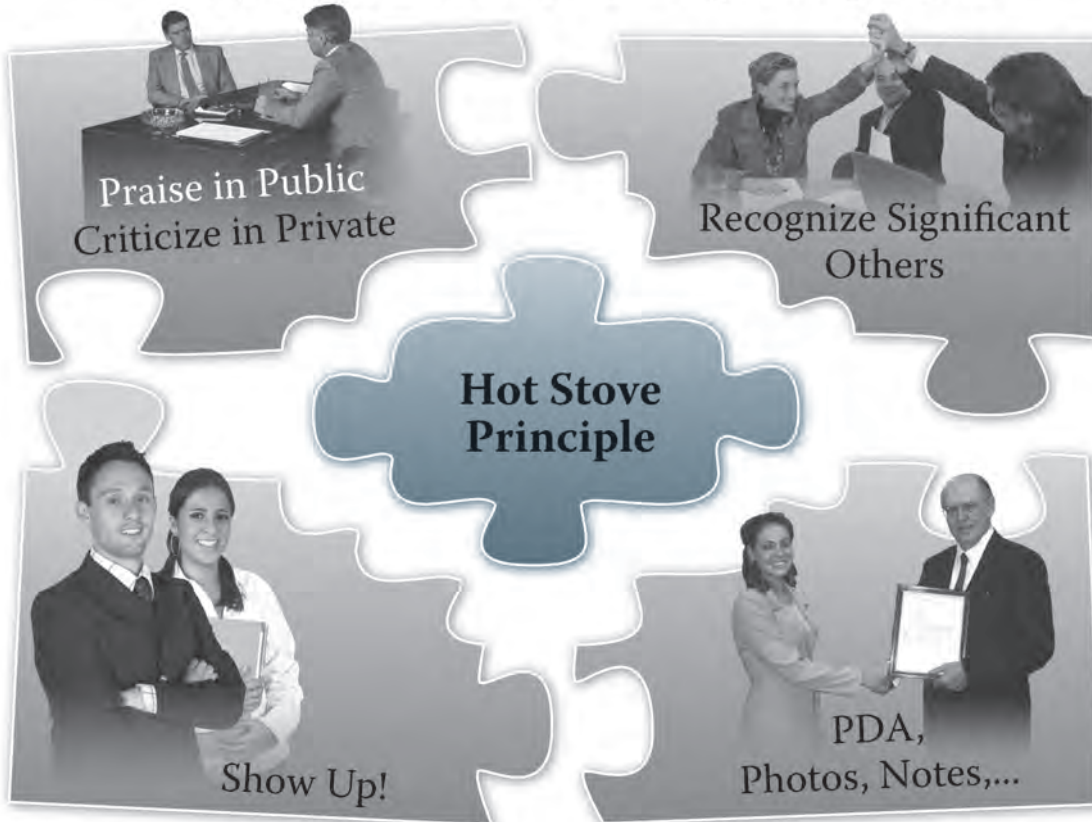 Praise in Public
Criticize in Private
Recognize Significant
Others
Hot Stove
Principle
Show Up!
PDA,
Photos, Notes,...